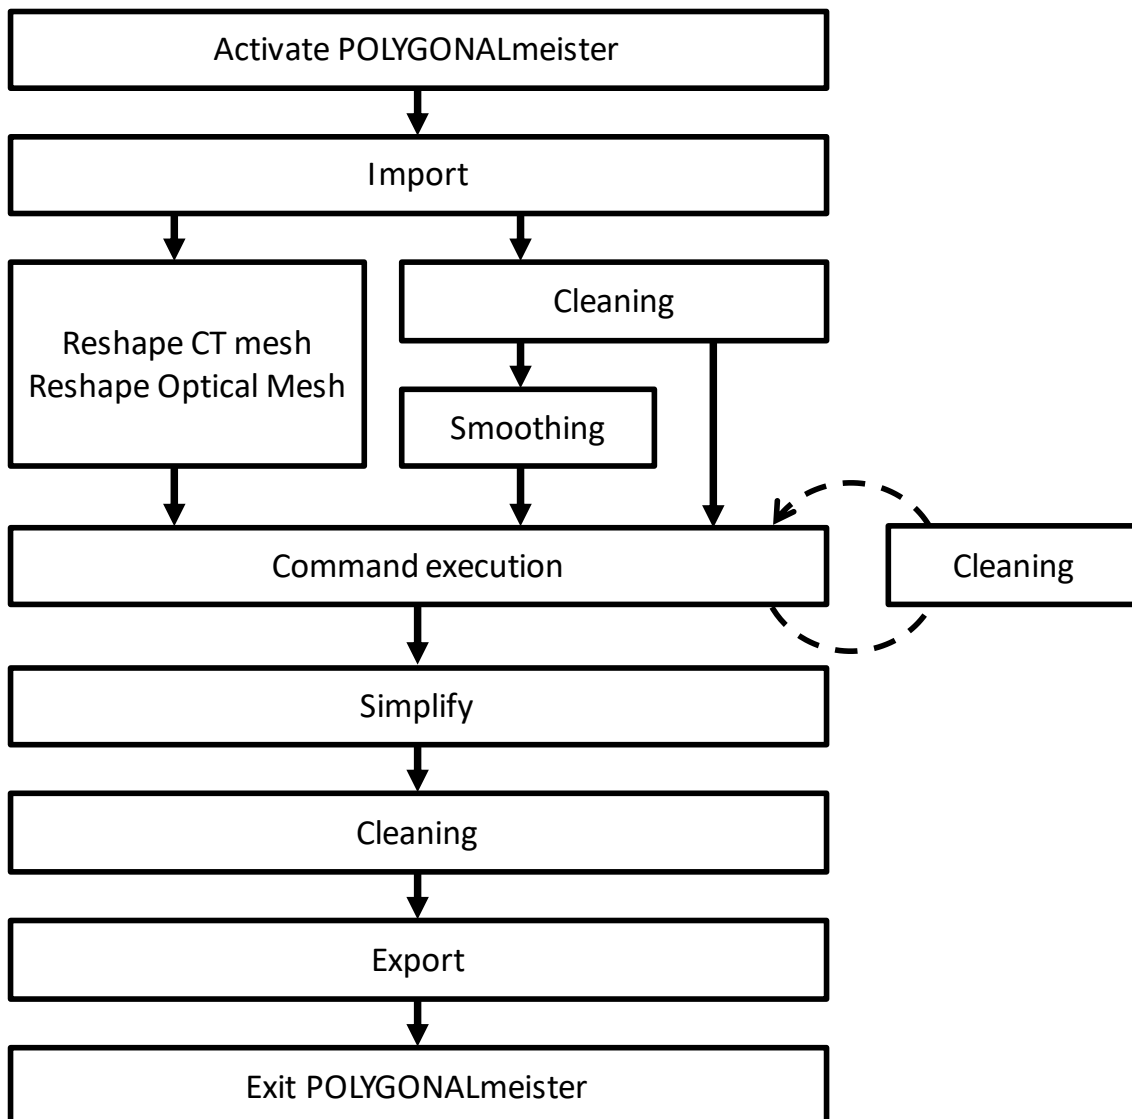 Activate POLYGONALmeister
Import
Cleaning
Reshape CT mesh
Reshape Optical Mesh
Smoothing
Command execution
Cleaning
Simplify
Cleaning
Export
Exit POLYGONALmeister